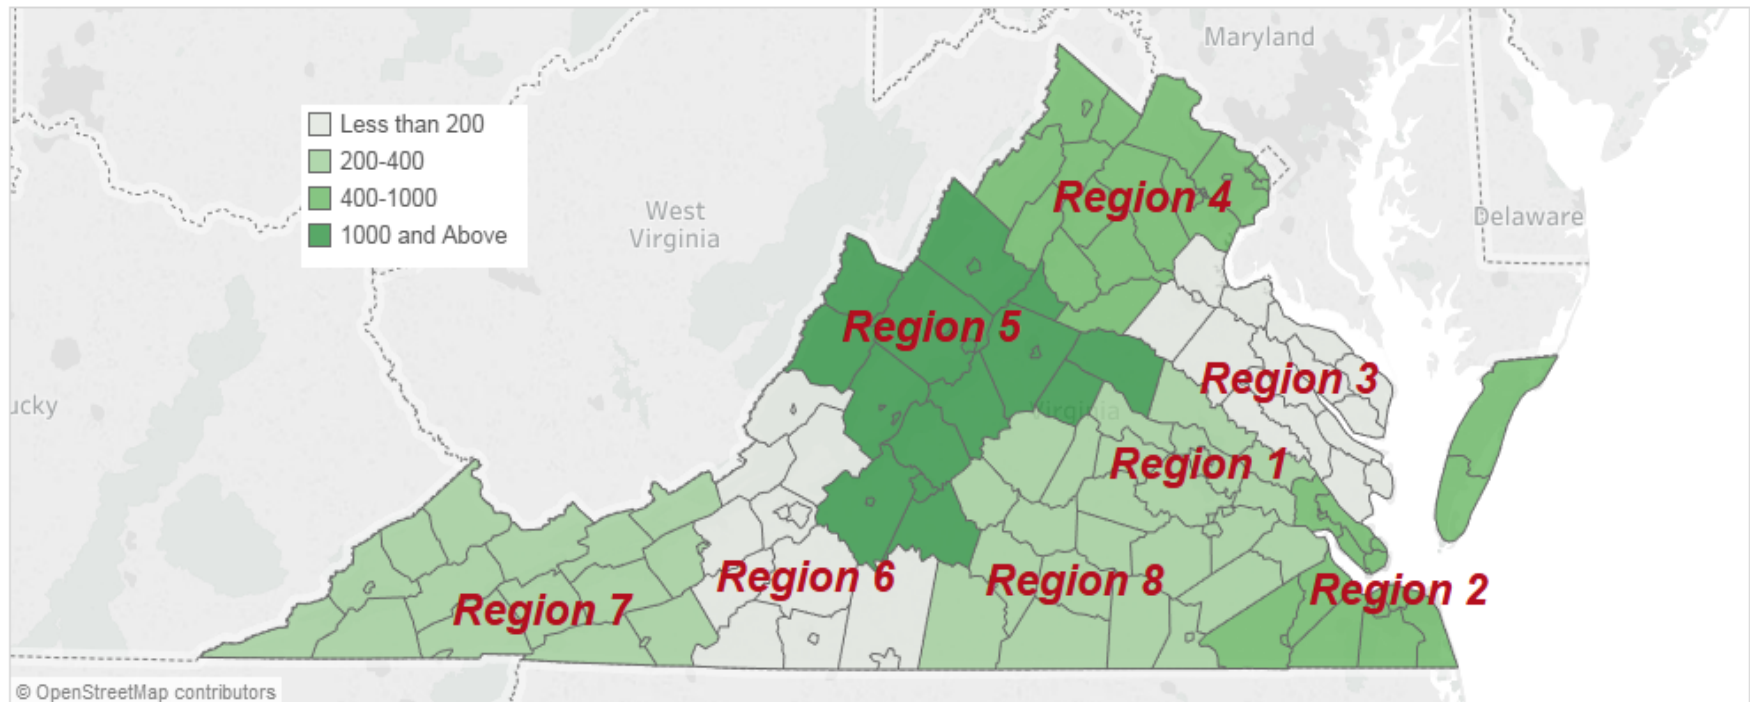 Maryland
Less than 200
200-400
400-1000
1000 and Above
West
Virginia
Region 4
Delaware
Region 5
Region 3
ucky
Virginia
Region 1
Region 6
Region 8
Region 2
Region 7
© OpenStreetMap contributors